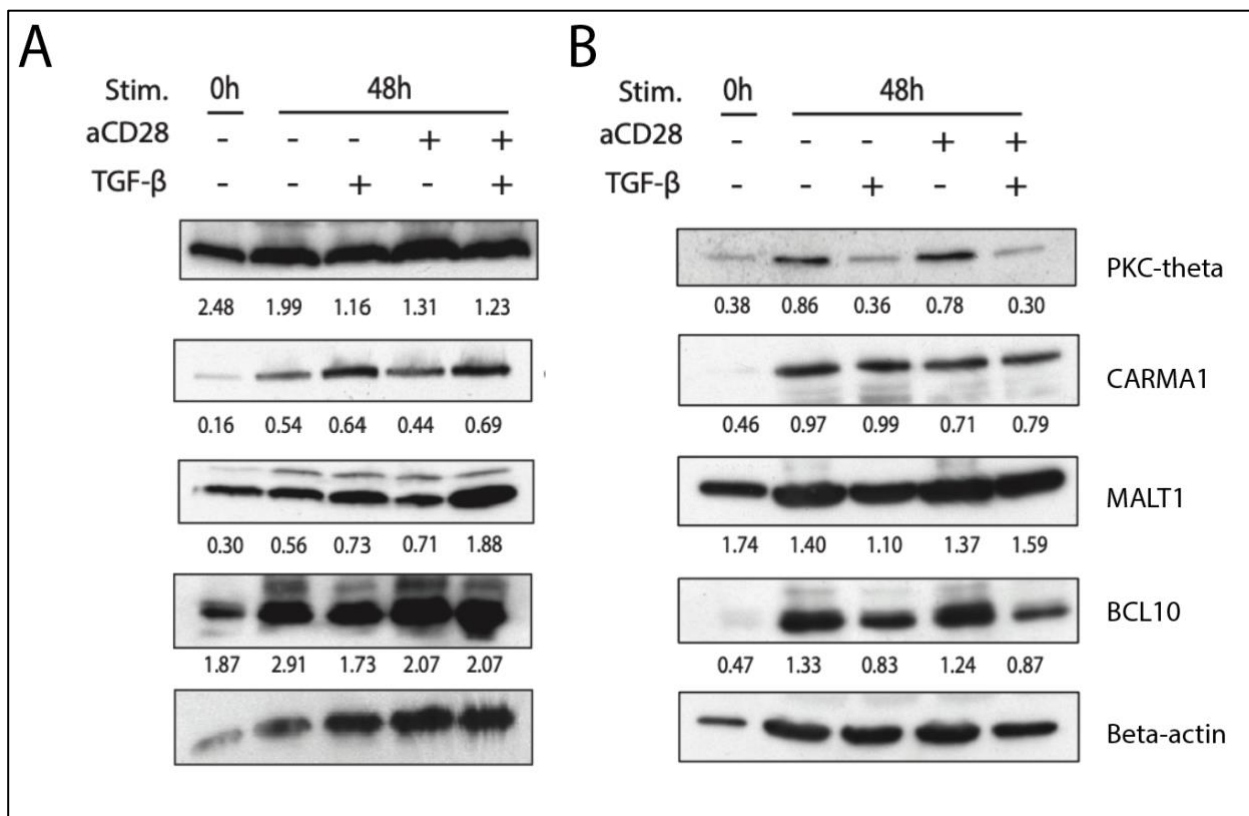 A
Stim. 0h 48h
aCD28 - - - + +
TGF-β - - + - +
2.48 1.99 1.16 1.31 1.23
0.16 0.54 0.64 0.44 0.69
0.30 0.56 0.73 0.71 1.88
1.87 2.91 1.73 2.07 2.07
B
Stim. 0h 48h
aCD28 - - - + +
TGF-β - - + - +
PKC-theta
0.38 0.86 0.36 0.78 0.30
CARMA1
0.46 0.97 0.99 0.71 0.79
MALT1
1.74 1.40 1.10 1.37 1.59
BCL10
0.47 1.33 0.83 1.24 0.87
Beta-actin